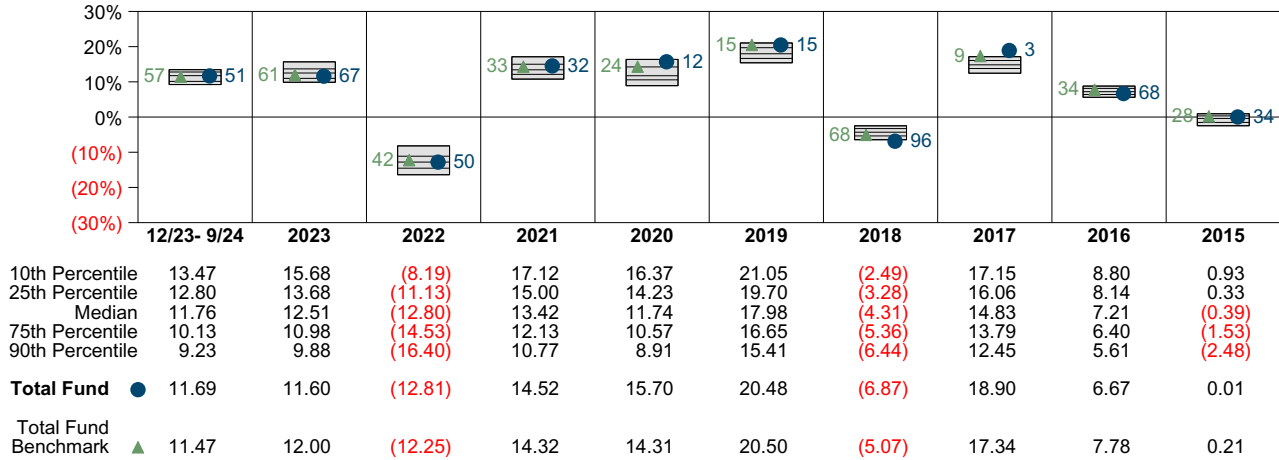 30%
20%
10%
0%
(10%)
(20%)
(30%)
57 51 61 67 42 50 33 32 24 12 15 15 68 96 9 3 34 68 28 34
12/23- 9/24 2023 2022 2021 2020 2019 2018 2017 2016 2015
10th Percentile 13.47 15.68 (8.19) 17.12 16.37 21.05 (2.49) 17.15 8.80 0.93
25th Percentile 12.80 13.68 (11.13) 15.00 14.23 19.70 (3.28) 16.06 8.14 0.33
Median 11.76 12.51 (12.80) 13.42 11.74 17.98 (4.31) 14.83 7.21 (0.39)
75th Percentile 10.13 10.98 (14.53) 12.13 10.57 16.65 (5.36) 13.79 6.40 (1.53)
90th Percentile 9.23 9.88 (16.40) 10.77 8.91 15.41 (6.44) 12.45 5.61 (2.48)
Total Fund 11.69 11.60 (12.81) 14.52 15.70 20.48 (6.87) 18.90 6.67 0.01
Total Fund
Benchmark 11.47 12.00 (12.25) 14.32 14.31 20.50 (5.07) 17.34 7.78 0.21